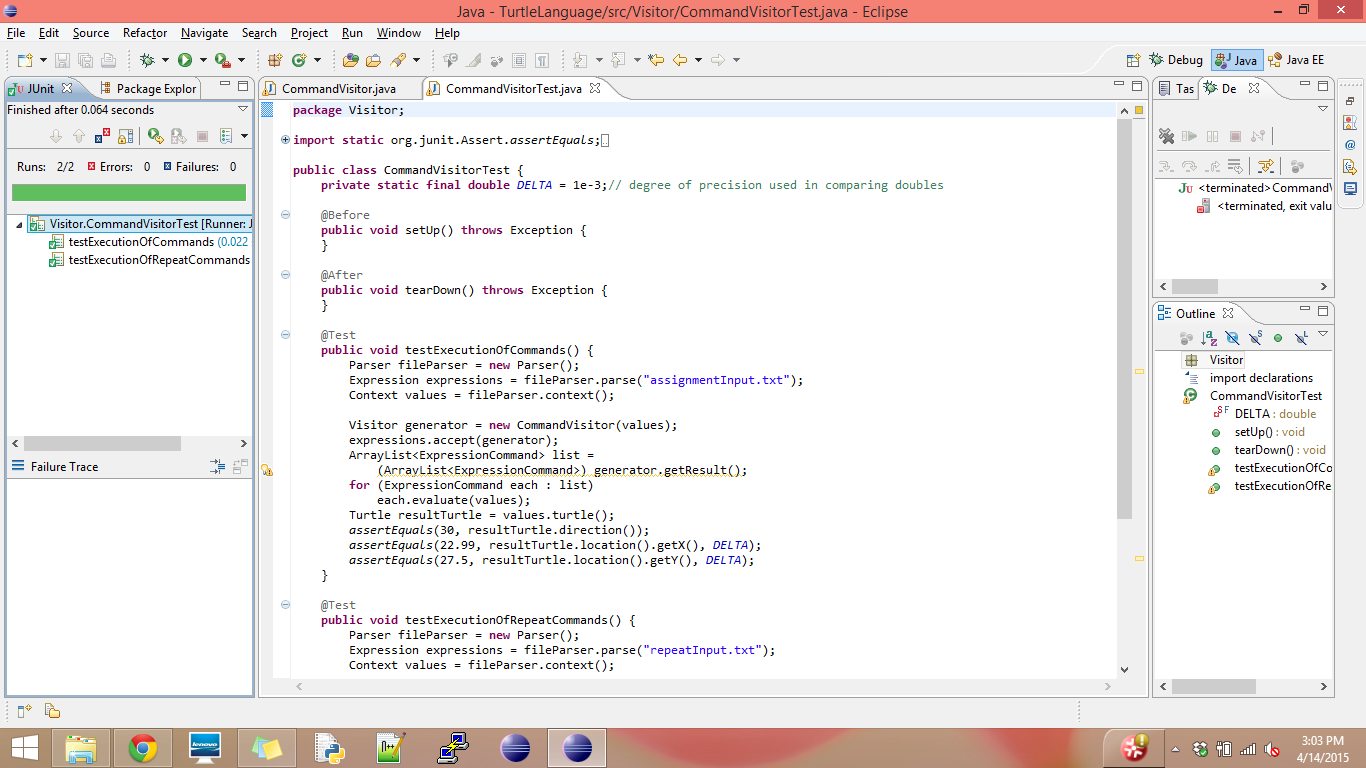 Java - TurtleLanguage/src/Visitor/CommandVisitorTest.java - Eclipse
File Edit Source Refactor Navigate Search Project Run Window Help
Debug Java Java EE
JUnit Package Explor
CommandVisitor.java CommandVisitorTest.java
Tas De
Finished after 0.064 seconds
Runs: 2/2 Errors: 0 Failures: 0
Visitor.CommandVisitorTest [Runner: J
testExecutionOfCommands (0.022
testExecutionOfRepeatCommands
Failure Trace
package Visitor;
import static org.junit.Assert.assertEquals;
public class CommandVisitorTest {
private static final double DELTA = 1e-3;// degree of precision used in comparing doubles
@Before
public void setUp() throws Exception {
}
@After
public void tearDown() throws Exception {
}
@Test
public void testExecutionOfCommands() {
Parser fileParser = new Parser();
Expression expressions = fileParser.parse("assignmentInput.txt");
Context values = fileParser.context();
Visitor generator = new CommandVisitor(values);
expressions.accept(generator);
ArrayList<ExpressionCommand> list =
(ArrayList<ExpressionCommand>) generator.getResult();
for (ExpressionCommand each : list)
each.evaluate(values);
Turtle resultTurtle = values.turtle();
assertEquals(30, resultTurtle.direction());
assertEquals(22.99, resultTurtle.location().getX(), DELTA);
assertEquals(27.5, resultTurtle.location().getY(), DELTA);
}
@Test
public void testExecutionOfRepeatCommands() {
Parser fileParser = new Parser();
Expression expressions = fileParser.parse("repeatInput.txt");
Context values = fileParser.context();
<terminated>CommandV
<terminated, exit valu
Outline
Visitor
import declarations
CommandVisitorTest
DELTA : double
setUp() : void
tearDown() : void
testExecutionOfCo
testExecutionOfRe
lenovo
3:03 PM
4/14/2015